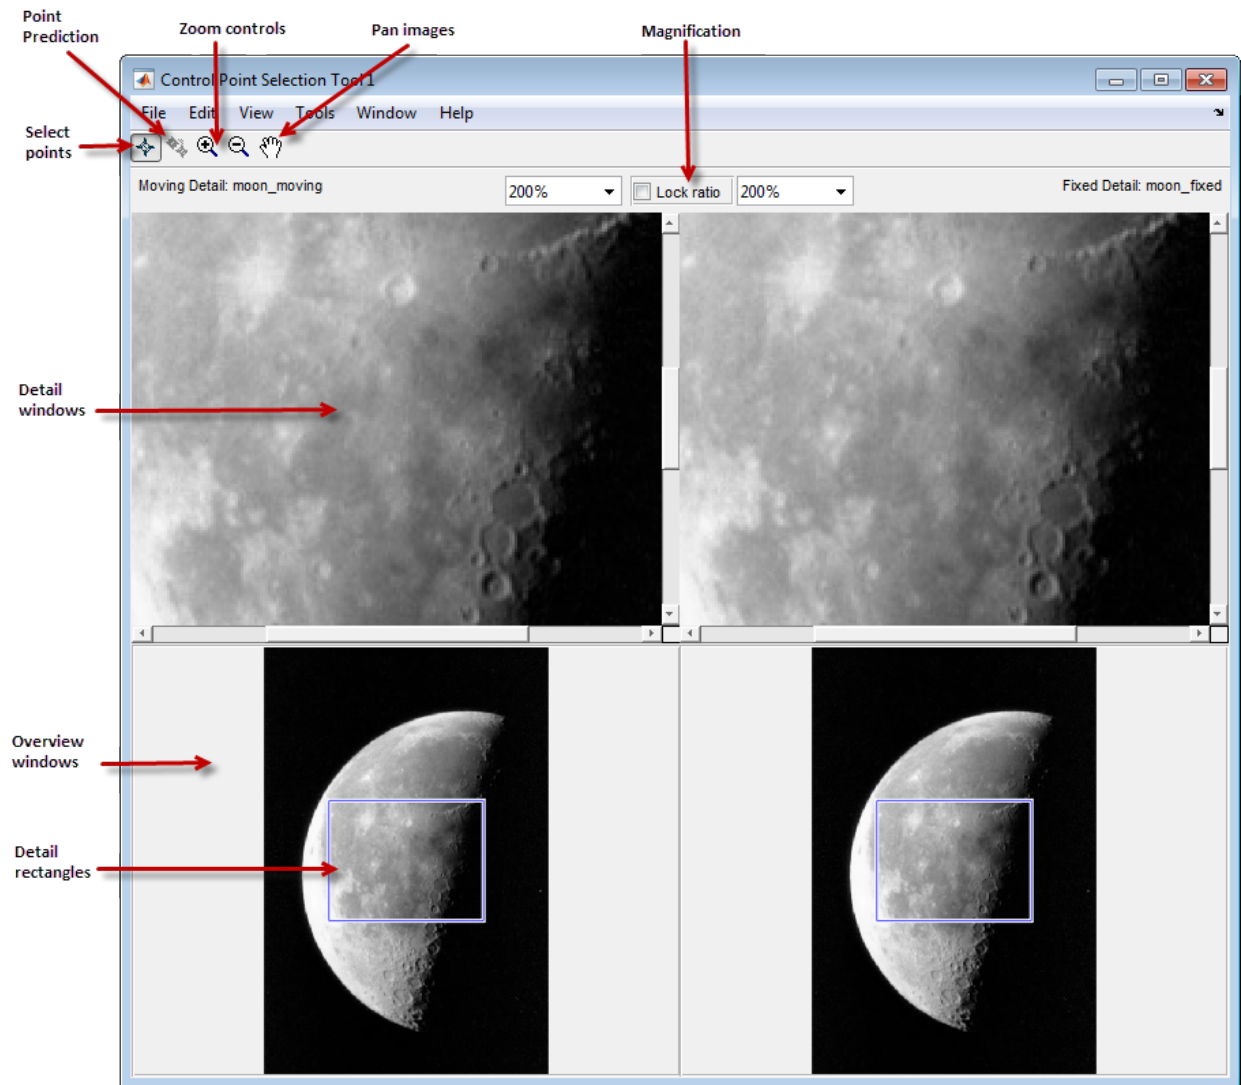 Point
Prediction
Zoom controls
Pan images
Magnification
Control Point Selection Tool 1
File Edit View Tools Window Help
Select
points
Moving Detail: moon_moving
200%
Lock ratio
200%
Fixed Detail: moon_fixed
Detail
windows
Overview
windows
Detail
rectangles